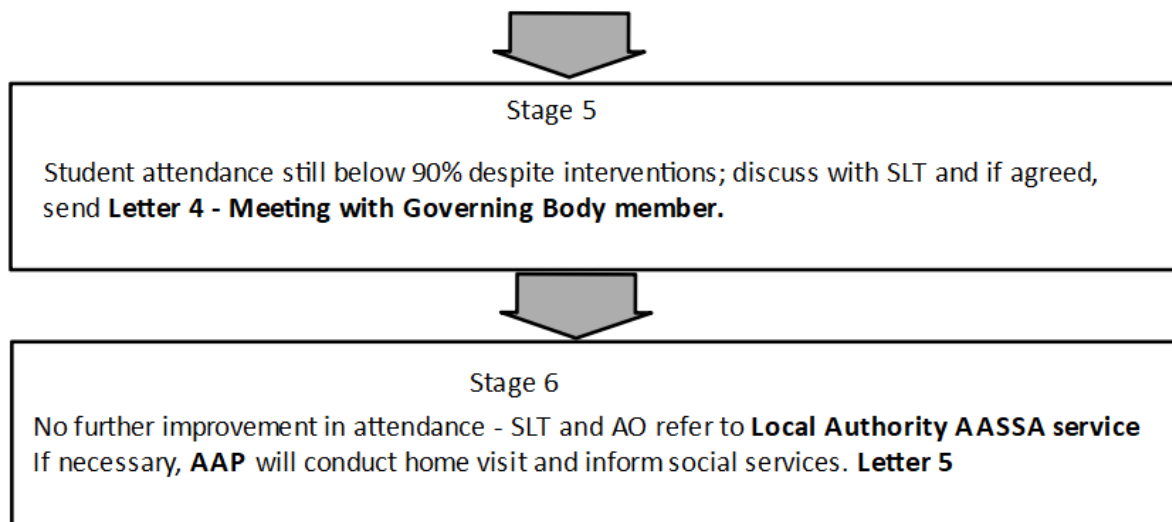 Stage 5
Student attendance still below 90% despite interventions; discuss with SLT and if agreed,
send Letter 4 - Meeting with Governing Body member.
Stage 6
No further improvement in attendance - SLT and AO refer to Local Authority AASSA service
If necessary, AAP will conduct home visit and inform social services. Letter 5